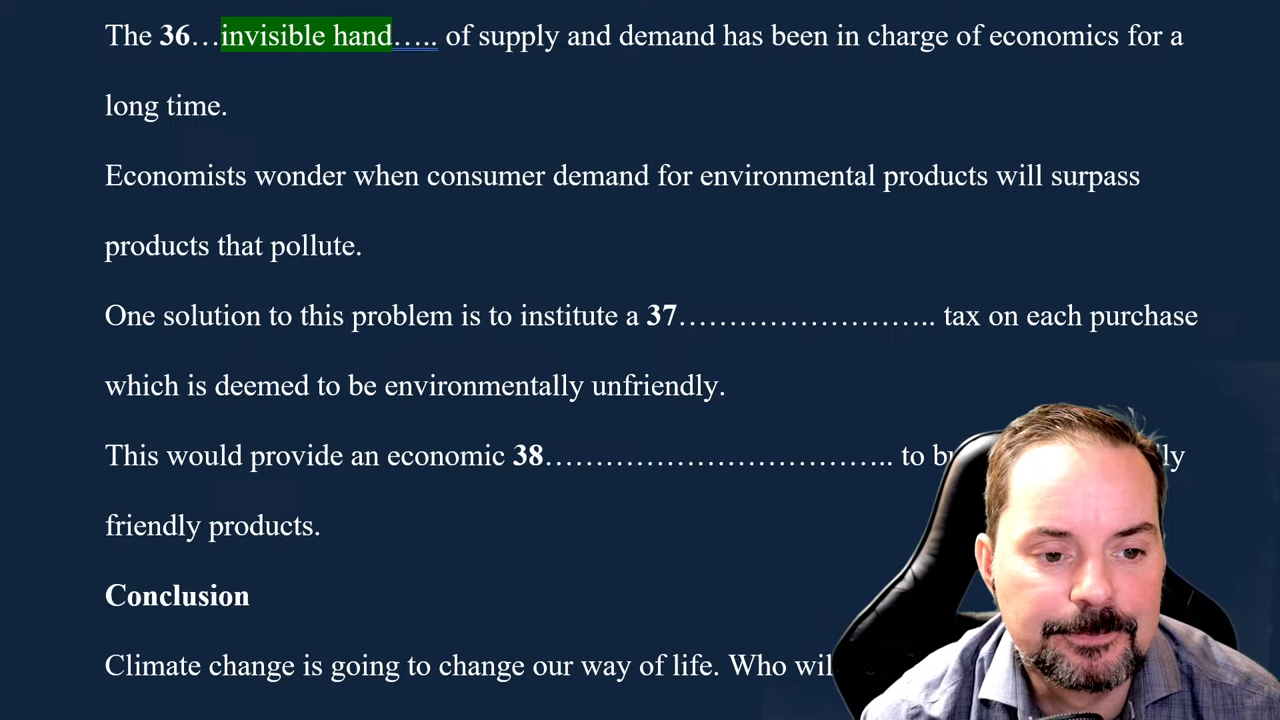 The 36…invisible hand….. of supply and demand has been in charge of economics for a
long time.
Economists wonder when consumer demand for environmental products will surpass
products that pollute.
One solution to this problem is to institute a 37…………………….. tax on each purchase
which is deemed to be environmentally unfriendly.
This would provide an economic 38…………………………….. to
friendly products.
Conclusion
Climate change is going to change our way of life. Who